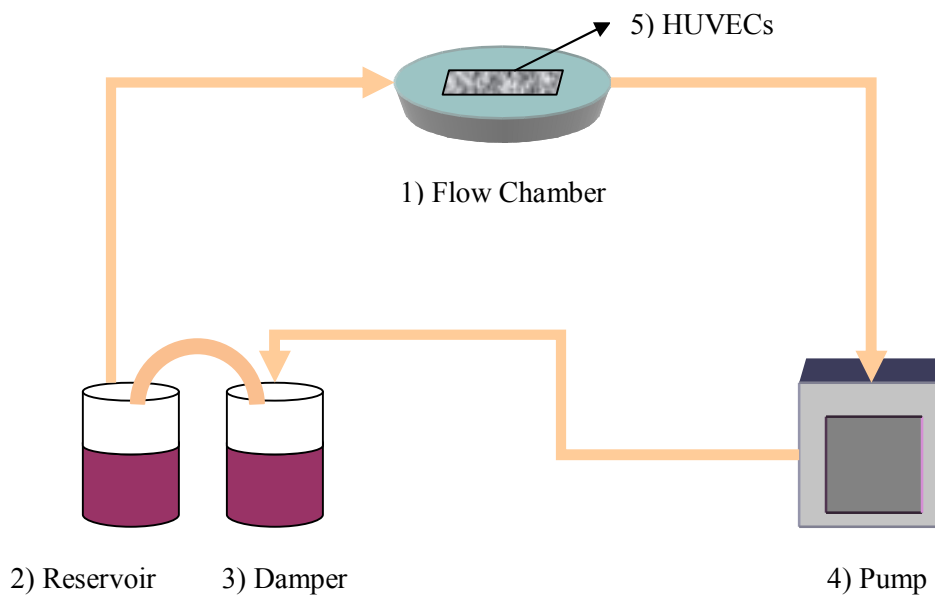 5) HUVECs
1) Flow Chamber
2) Reservoir
3) Damper
4) Pump